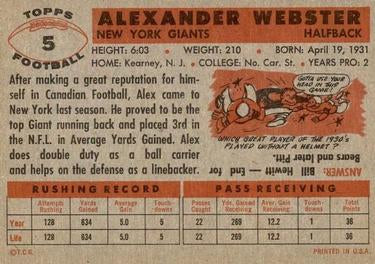 TOPPS
5
FOOTBALL
ALEXANDER WEBSTER
NEW YORK GIANTS HALFBACK
HEIGHT: 6:03 • WEIGHT: 210 • BORN: April 19, 1931
HOME: Kearney, N. J. • COLLEGE: No. Car. St. • YEARS PRO: 2
After making a great reputation for him-
self in Canadian Football, Alex came
to New York last season. He proved to be the
top Giant running back and placed 3rd in the
N.F.L. in Average Yards Gained. Alex
does double duty as a ball carrier
and helps on the defense as a linebacker.
GOTTA USE YOUR
HEAD IN THIS
GAME!
WHICH GREAT PLAYER OF THE 1930'S
PLAYED WITHOUT A HELMET?
ANSWER: Bill Hewitt — End for
Bears and later Pitt.
RUSHING RECORD PASS RECEIVING
Attempts Rushing Yards Gained Average Gain Touch-downs Passes Caught Yards Gained Average Gain Touch-downs Total Points
Year 128 634 5.0 5 22 269 12.2 1 36
Life 128 634 5.0 5 22 269 12.2 1 36
©T.C.G. PRINTED IN U.S.A.